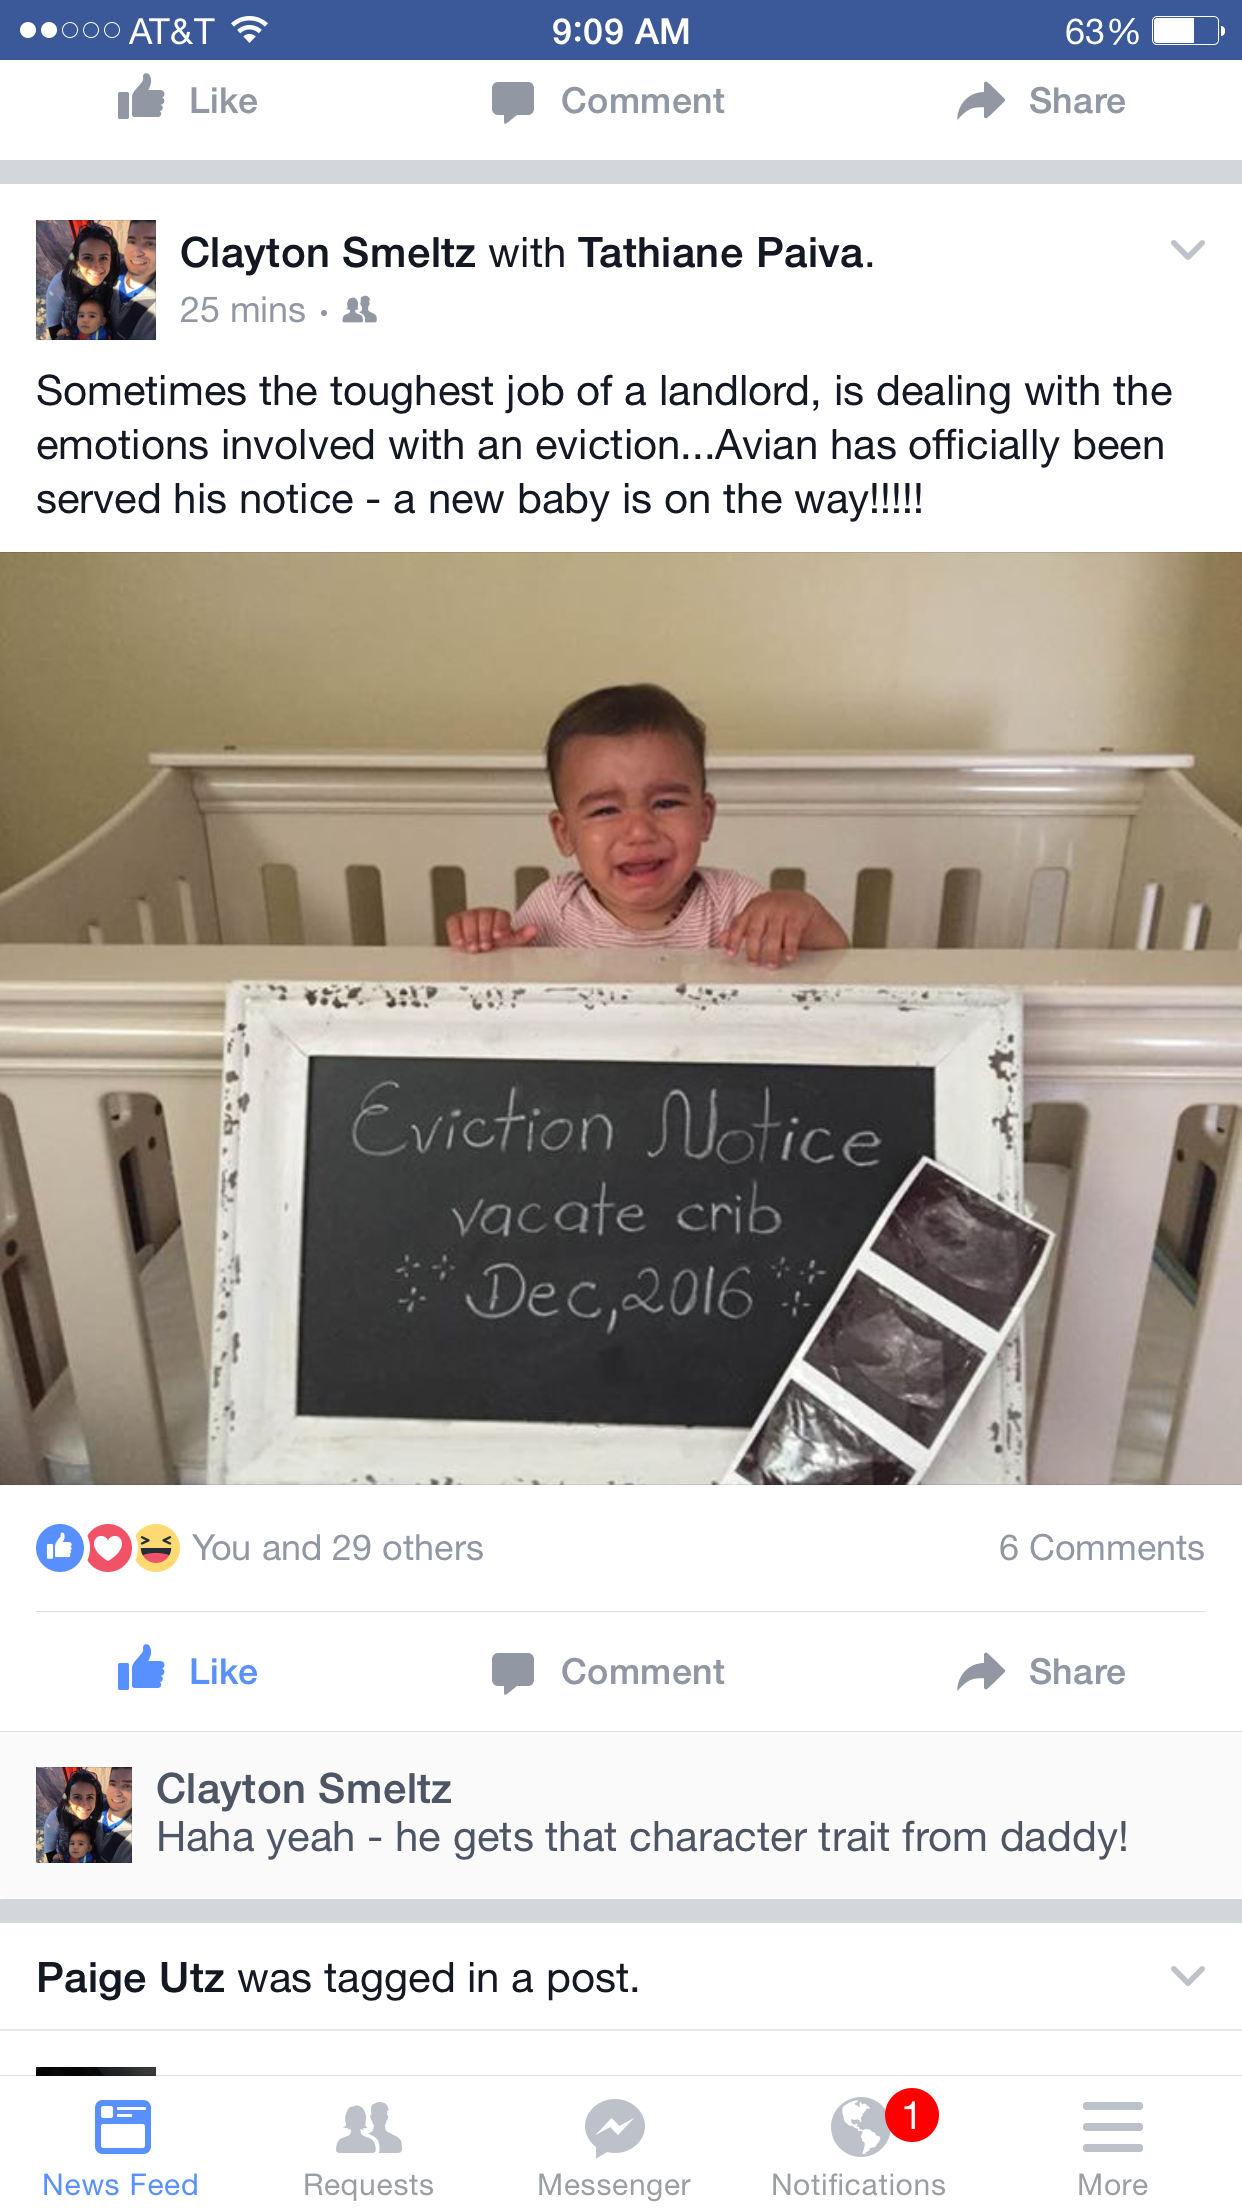 AT&T 9:09 AM 63%
Like Comment Share
Clayton Smeltz with Tathiane Paiva.
25 mins ·
Sometimes the toughest job of a landlord, is dealing with the
emotions involved with an eviction...Avian has officially been
served his notice - a new baby is on the way!!!!!
Eviction Notice
vacate crib
Dec, 2016
You and 29 others 6 Comments
Like Comment Share
Clayton Smeltz
Haha yeah - he gets that character trait from daddy!
Paige Utz was tagged in a post.
1
News Feed Requests Messenger Notifications More